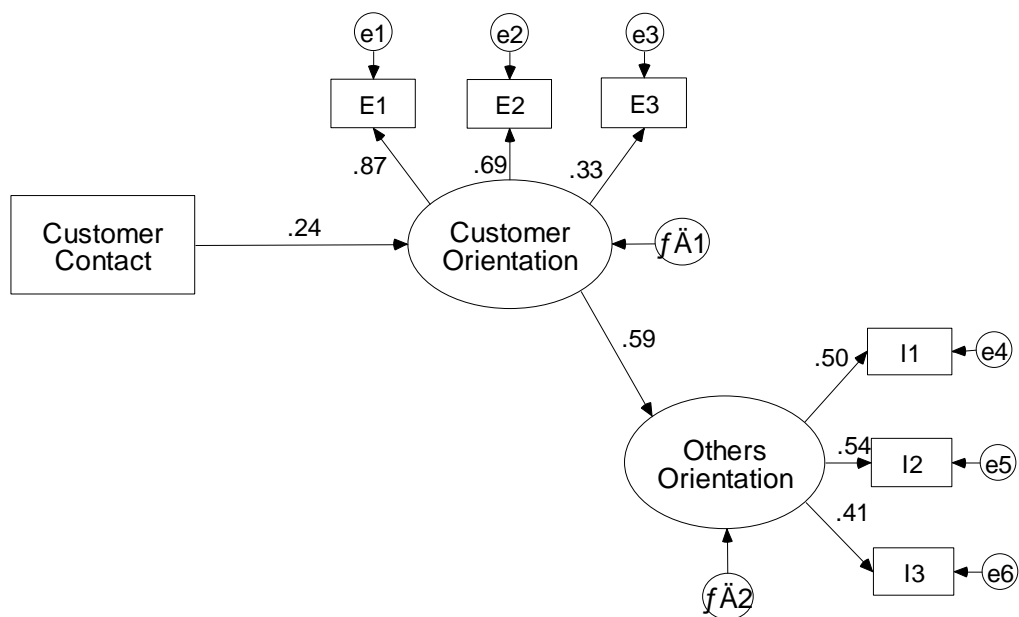 e1
e2
e3
E1
E2
E3
.87
.69
.33
Customer
Contact
.24
Customer
Orientation
ƒÄ1
.59
.50
I1
e4
Others
Orientation
.54
I2
e5
.41
I3
e6
ƒÄ2